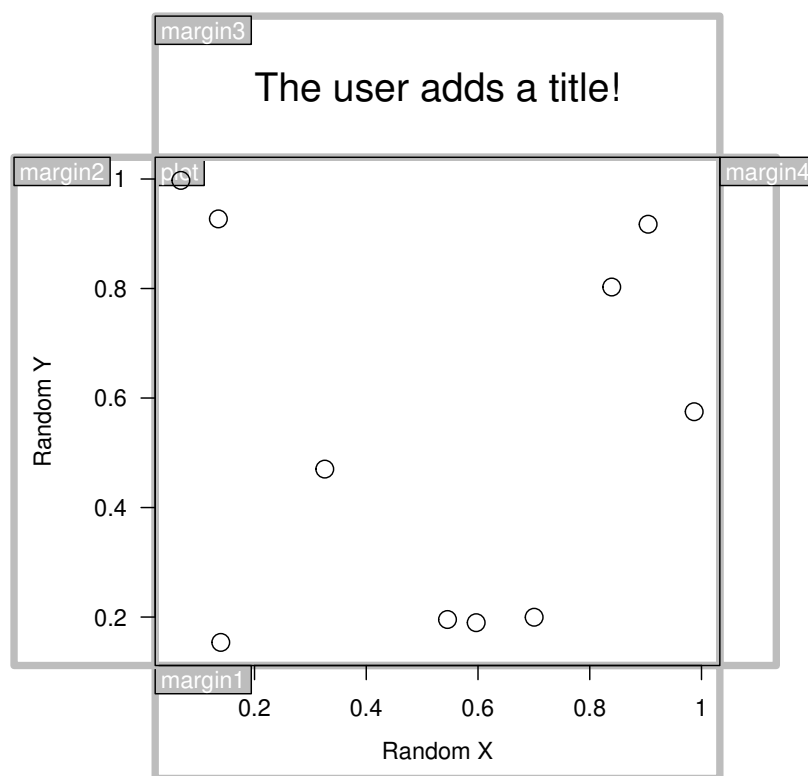 margin3
The user adds a title!
margin2
plot
margin4
1
0.8
0.6
0.4
0.2
Random Y
margin1
0.2 0.4 0.6 0.8 1
Random X